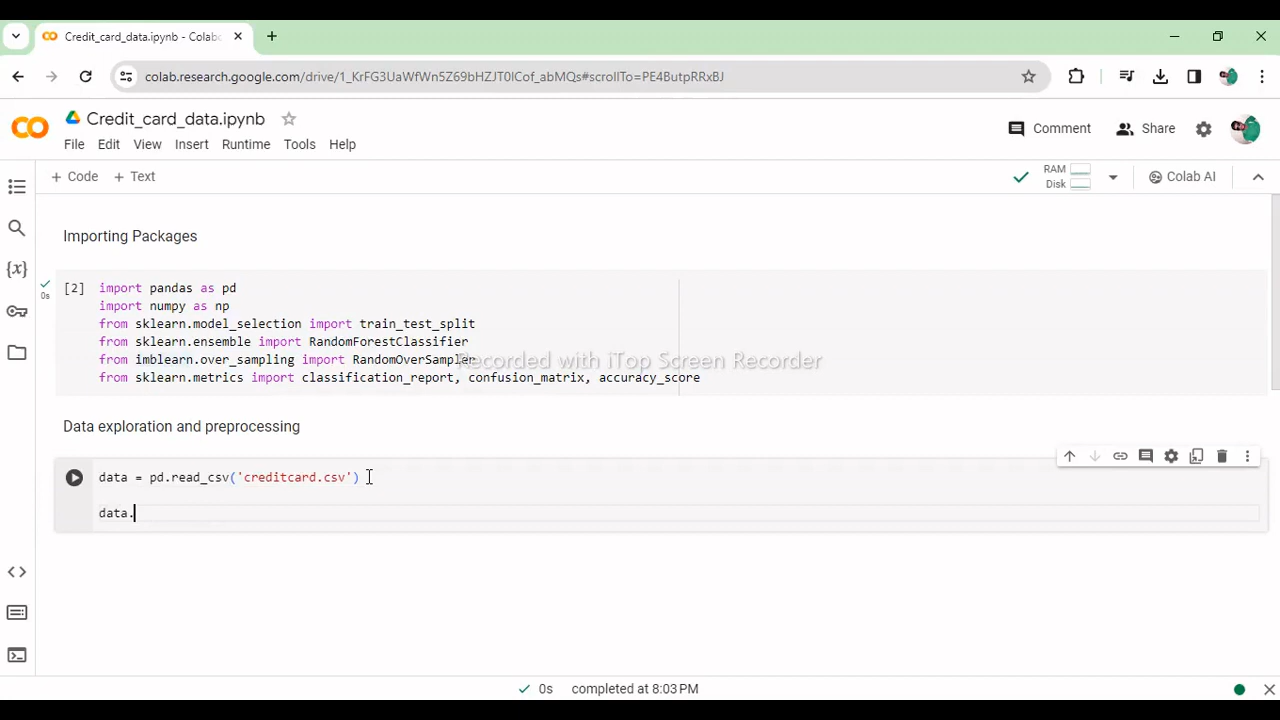 Credit_card_data.ipynb - Colab
colab.research.google.com/drive/1_KrFG3UaWfWn5Z69bHZJT0ICof_abMQs#scrollTo=PE4ButpRRxBJ
Credit_card_data.ipynb
Comment
Share
File Edit View Insert Runtime Tools Help
+ Code + Text
RAM
Disk
Colab AI
Importing Packages
[2] import pandas as pd
0s
import numpy as np
from sklearn.model_selection import train_test_split
from sklearn.ensemble import RandomForestClassifier
from imblearn.over_sampling import RandomOverSampler
Recorded with iTop Screen Recorder
from sklearn.metrics import classification_report, confusion_matrix, accuracy_score
Data exploration and preprocessing
data = pd.read_csv('creditcard.csv')
data.
0s completed at 8:03 PM